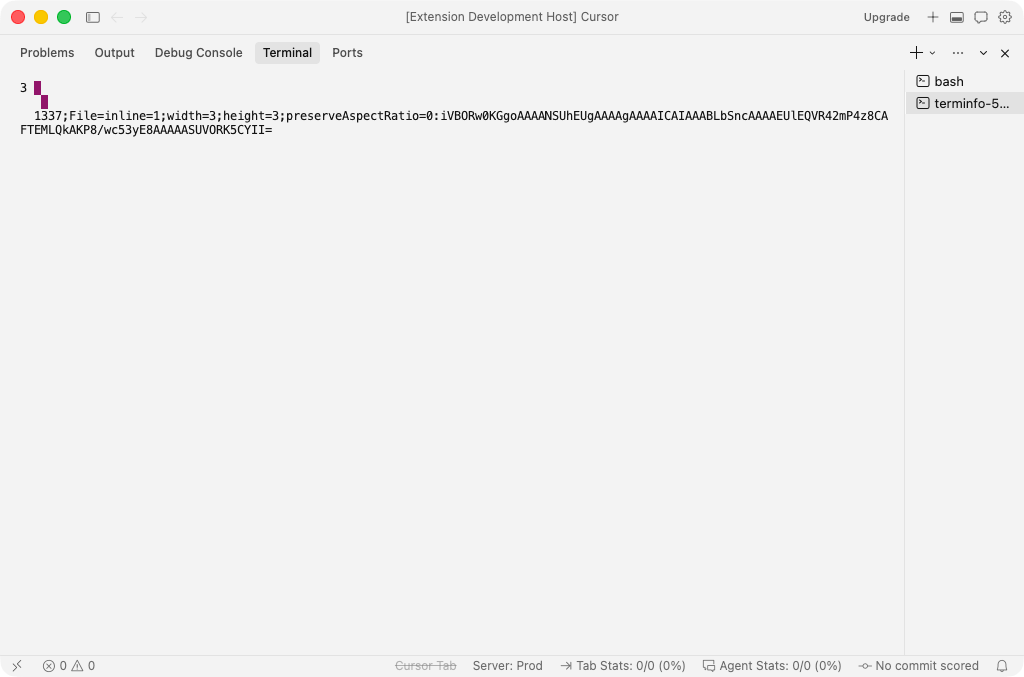 [Extension Development Host] Cursor
Upgrade
Problems Output Debug Console Terminal Ports
3
1337;File=inline=1;width=3;height=3;preserveAspectRatio=0:iVBORw0KGgoAAAANSUhEUgAAAAgAAAAICAIAAABLbSncAAAAEUlEQVR42mP4z8CA
FTEMLQkAKP8/wc53yE8AAAAASUVORK5CYII=
bash
terminfo-5...
0 0
Cursor Tab Server: Prod Tab Stats: 0/0 (0%) Agent Stats: 0/0 (0%) No commit scored